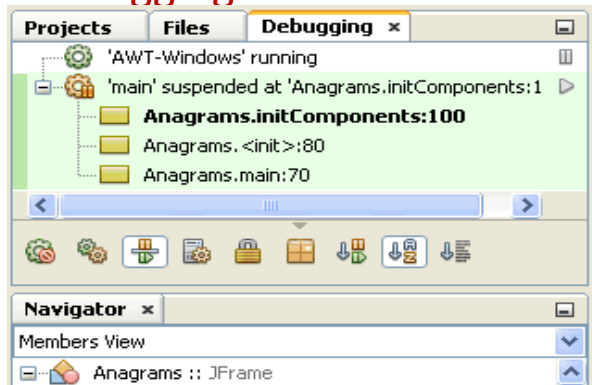 Projects Files Debugging ×
'AWT-Windows' running
'main' suspended at 'Anagrams.initComponents:1
Anagrams.initComponents:100
Anagrams.<init>:80
Anagrams.main:70
Navigator ×
Members View
Anagrams :: JFrame